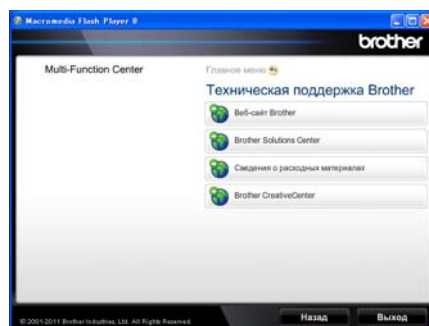 Macromedia Flash Player 8
brother
Multi-Function Center
Главное меню
Техническая поддержка Brother
Веб-сайт Brother
Brother Solutions Center
Сведения о расходных материалах
Brother CreativeCenter
© 2001-2011 Brother Industries, Ltd. All Rights Reserved.
Назад
Выход